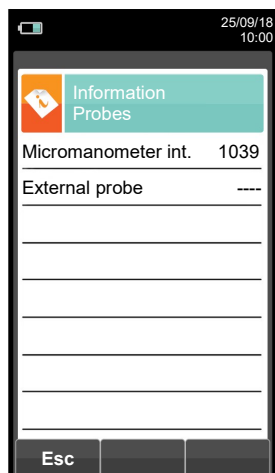 25/09/18
10:00
Information
Probes
Micromanometer int. 1039
External probe ----
Esc